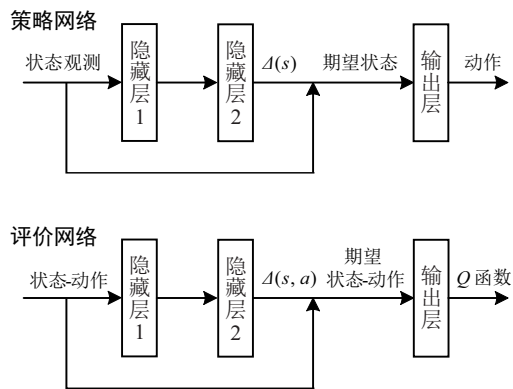 策略网络
状态观测
隐藏层1
隐藏层2
Δ(s)
期望状态
输出层
动作
评价网络
状态-动作
隐藏层1
隐藏层2
Δ(s, a)
期望
状态-动作
输出层
Q 函数